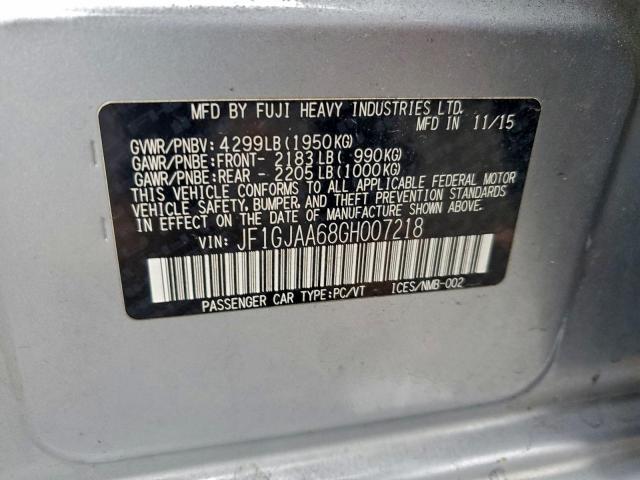 MFD BY FUJI HEAVY INDUSTRIES LTD.
MFD IN 11/15
GVWR/PNBV: 4299LB(1950KG)
GAWR/PNBE:FRONT- 2183LB( 990KG)
GAWR/PNBE:REAR - 2205LB(1000KG)
THIS VEHICLE CONFORMS TO ALL APPLICABLE FEDERAL MOTOR
VEHICLE SAFETY, BUMPER, AND THEFT PREVENTION STANDARDS
IN EFFECT ON THE DATE OF MANUFACTURE SHOWN ABOVE.
VIN: JF1GJAA68GH007218
PASSENGER CAR TYPE:PC/VT ICES/NMB-002